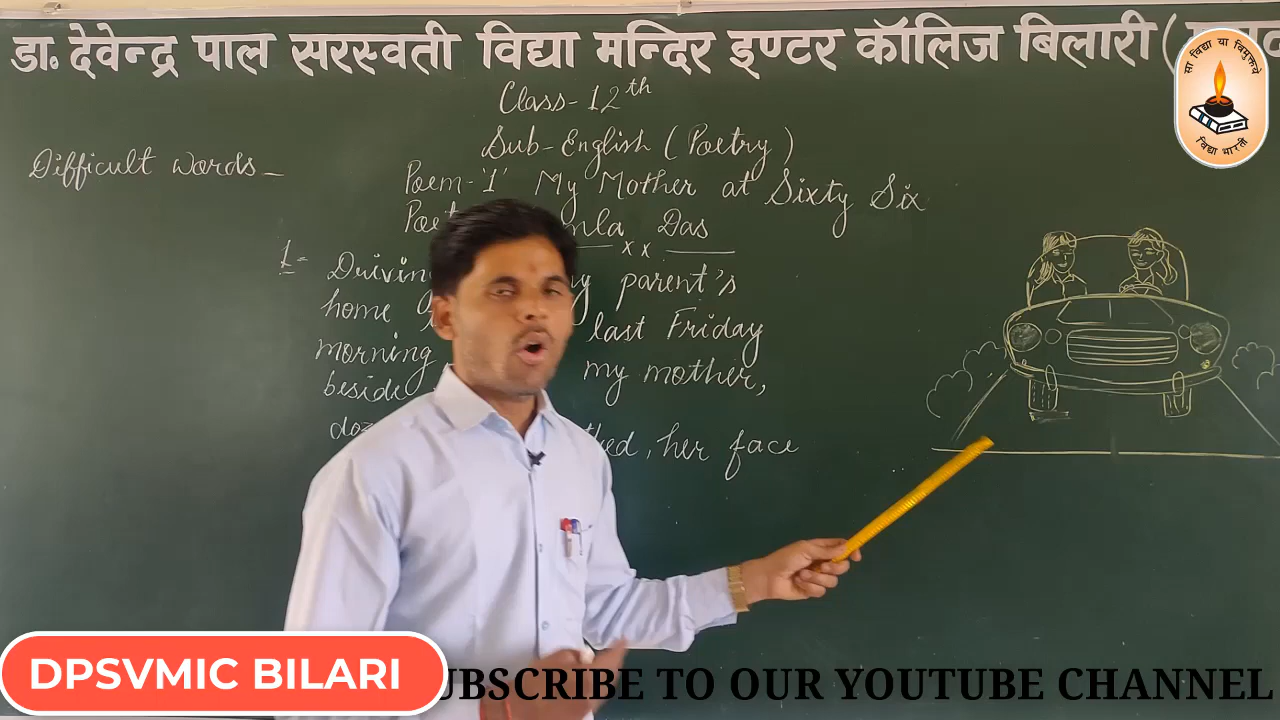 डा. देवेन्द्र पाल सरस्वती विद्या मन्दिर इण्टर कॉलिज बिलारी (
सा विद्या या विमुक्तये
विद्या भारती
Class-12th
Sub-English (Poetry)
Difficult words-
Poem-'1' My Mother at Sixty Six
Das
x x
1- parent's
home last Friday
morning my mother,
beside
her face
DPSVMIC BILARI
UBSCRIBE TO OUR YOUTUBE CHANNEL